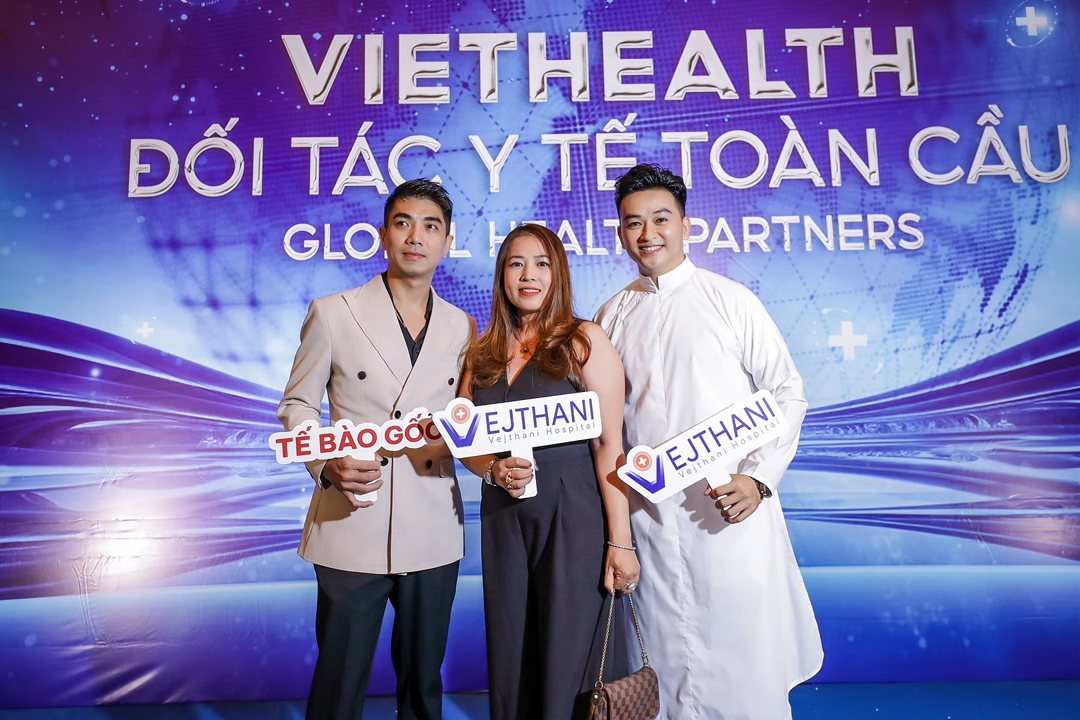 VIETHEALTH
ĐỐI TÁC Y TẾ TOÀN CẦU
PARTNERS
TẾ BÀO GỐC
VEJTHANI
Vejthani Hospital
VEJTHANI
Vejthani Hospital